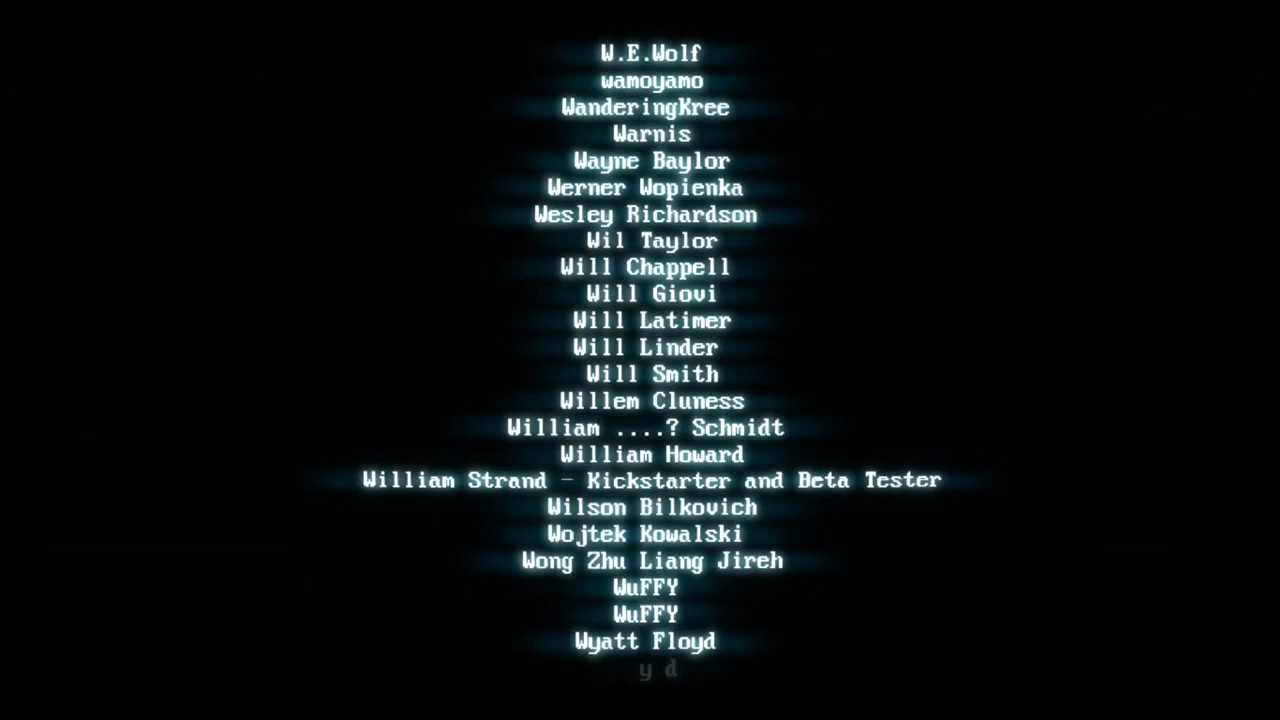 W.E.Wolf
wamoyamo
WanderingKree
Warnis
Wayne Baylor
Werner Wopienka
Wesley Richardson
Wil Taylor
Will Chappell
Will Giovi
Will Latimer
Will Linder
Will Smith
Willem Cluness
William ....? Schmidt
William Howard
William Strand - Kickstarter and Beta Tester
Wilson Bilkovich
Wojtek Kowalski
Wong Zhu Liang Jireh
WuFFY
WuFFY
Wyatt Floyd
y d